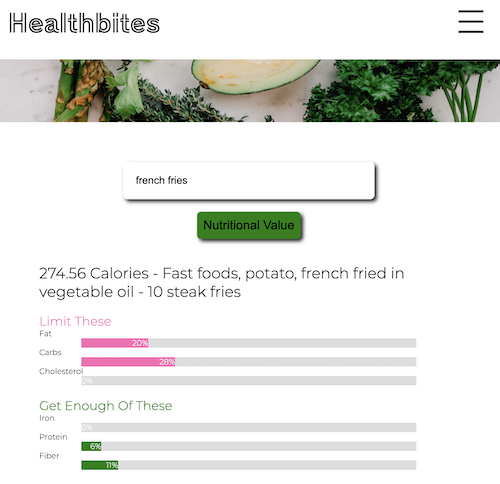 Healthbites
french fries
Nutritional Value
274.56 Calories - Fast foods, potato, french fried in
vegetable oil - 10 steak fries
Limit These
Fat
20%
Carbs
28%
Cholesterol
0%
Get Enough Of These
Iron
0%
Protein
6%
Fiber
11%